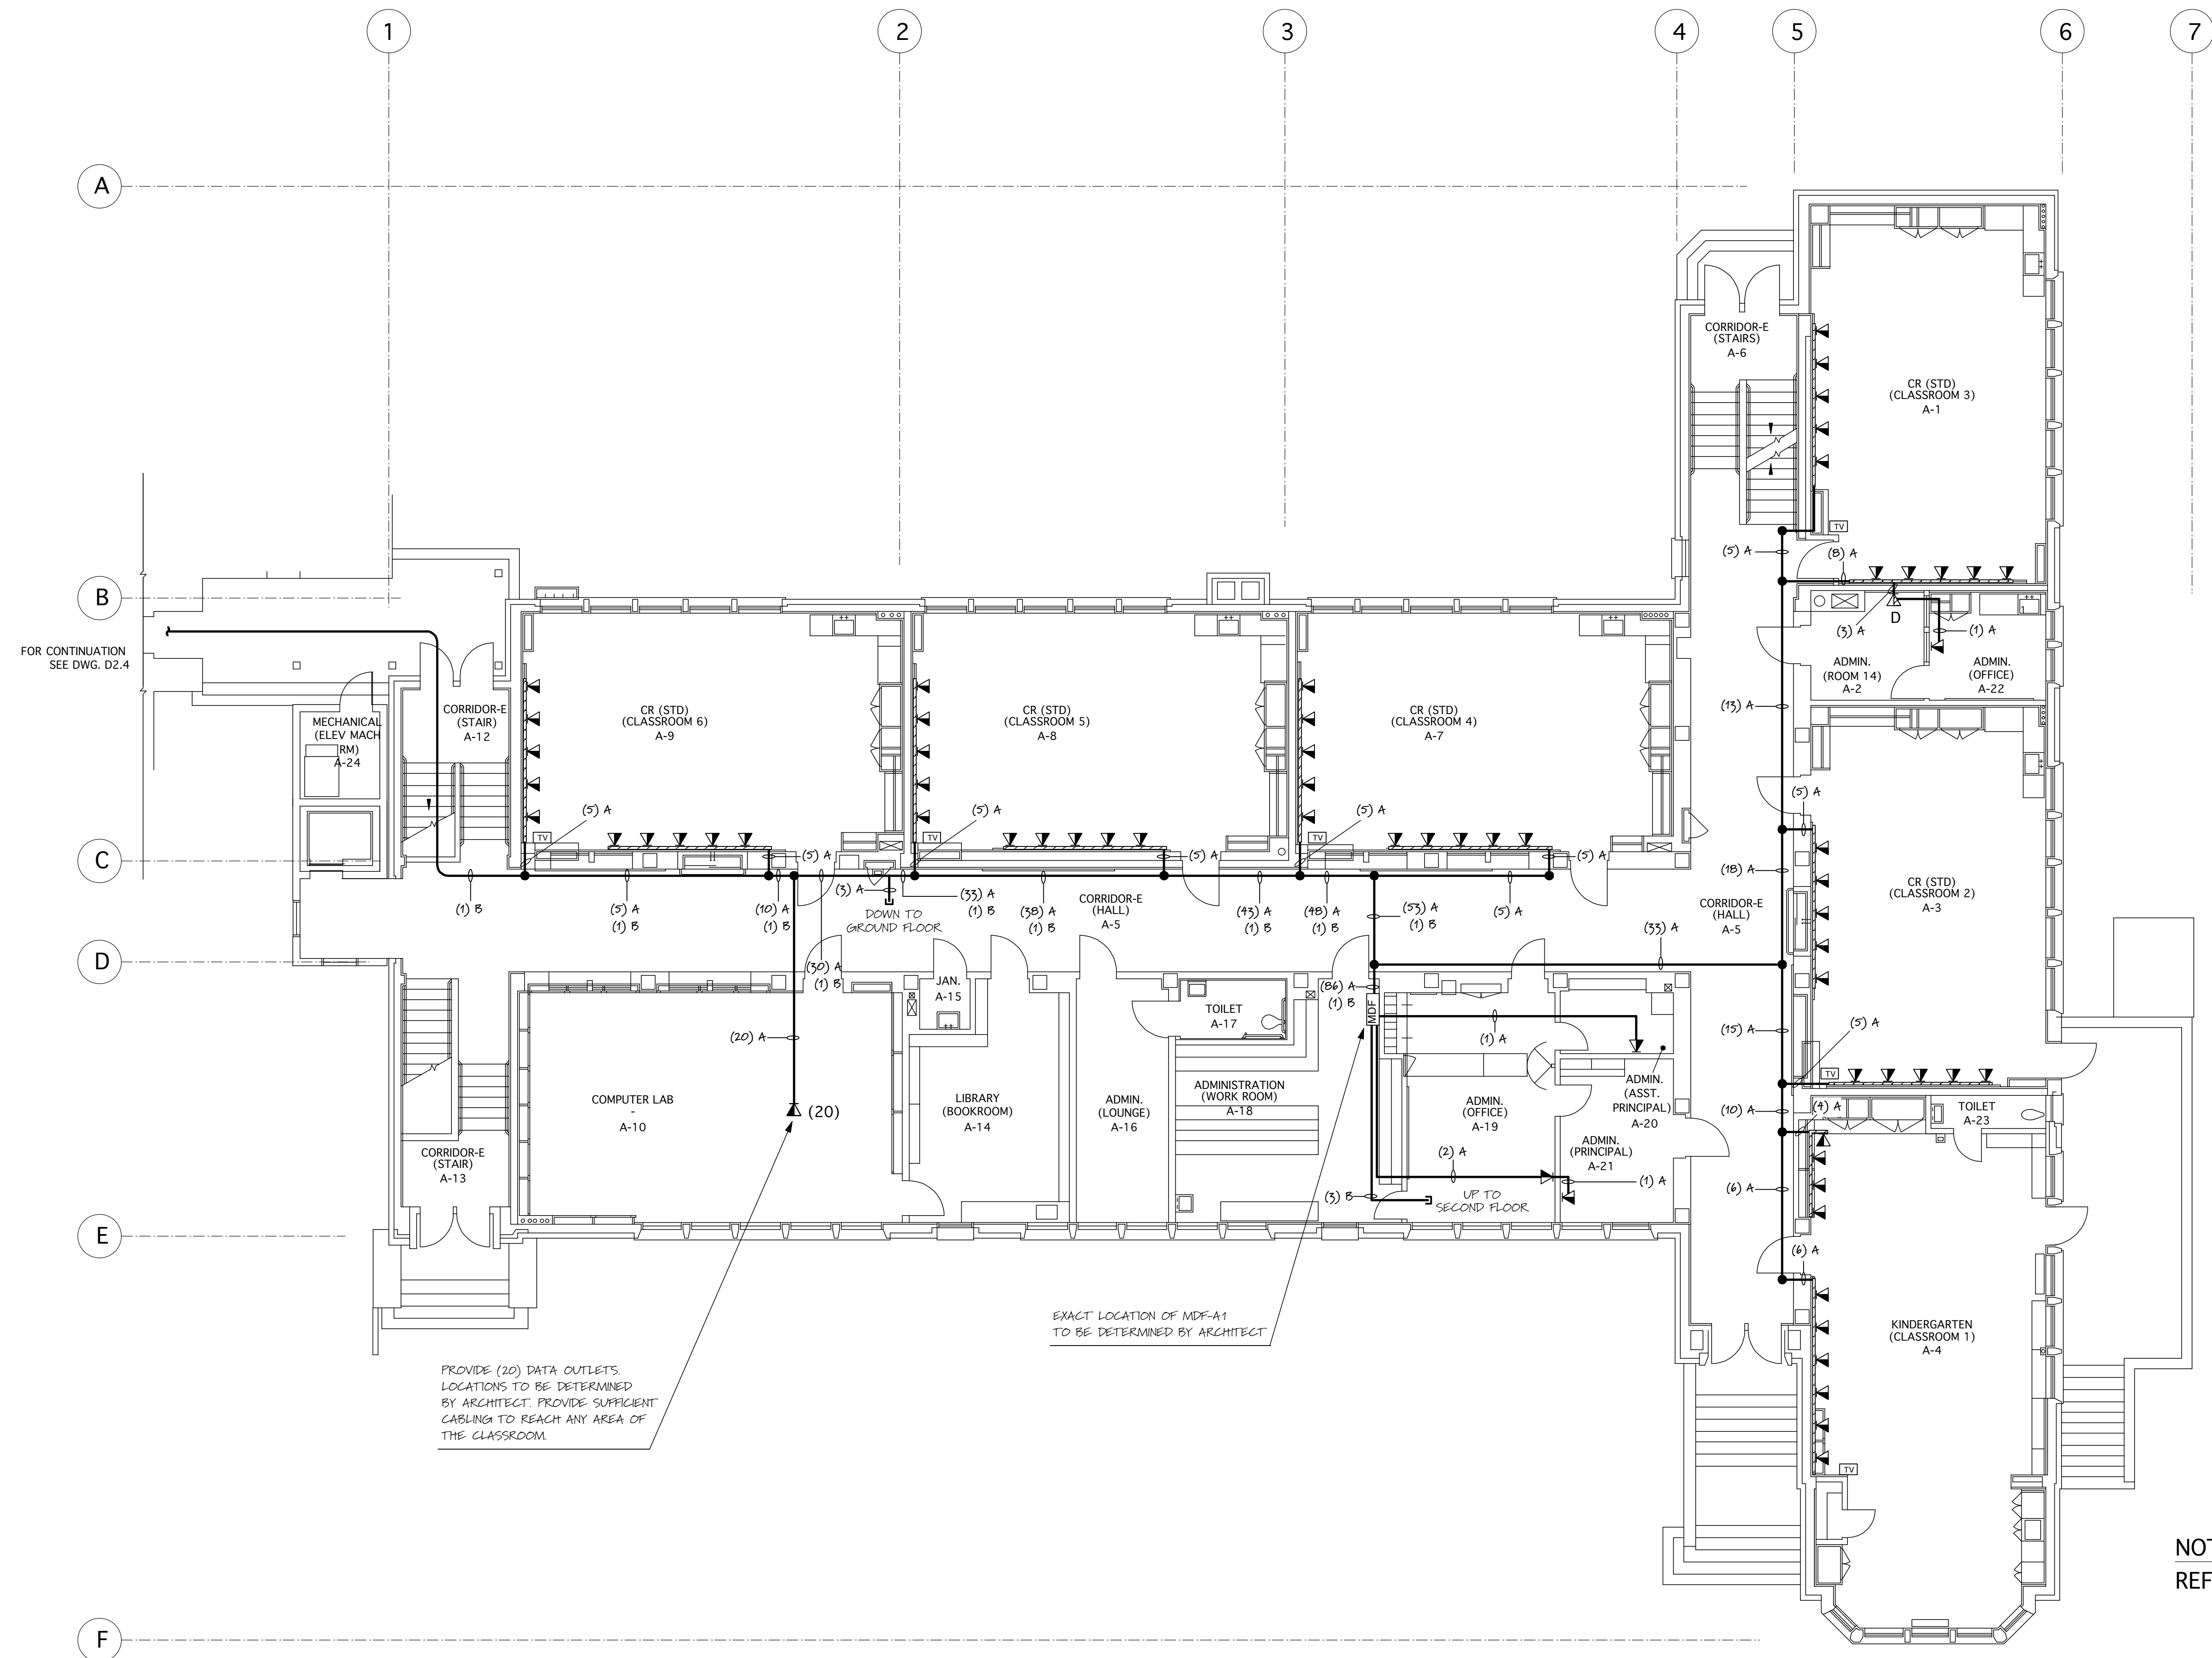 1
2
3
4
5
6
7
A
B
C
D
E
F
CORRIDOR-E
(STAIRS)
A-6
CR (STD)
(CLASSROOM 3)
A-1
TV
(5) A
(8) A
(3) A
D
(1) A
ADMIN.
(ROOM 14)
A-2
ADMIN.
(OFFICE)
A-22
(13) A
FOR CONTINUATION
SEE DWG. D2.4
MECHANICAL
(ELEV MACH
RM)
A-24
CORRIDOR-E
(STAIR)
A-12
CR (STD)
(CLASSROOM 6)
A-9
CR (STD)
(CLASSROOM 5)
A-8
CR (STD)
(CLASSROOM 4)
A-7
(5) A
(5) A
(5) A
TV
TV
TV
(5) A
(5) A
(5) A
(5) A
(18) A
CR (STD)
(CLASSROOM 2)
A-3
(1) B
(5) A
(1) B
(10) A
(1) B
(3) A
DOWN TO
GROUND FLOOR
(33) A
(1) B
(38) A
(1) B
CORRIDOR-E
(HALL)
A-5
(43) A
(1) B
(48) A
(1) B
(53) A
(1) B
(5) A
(33) A
CORRIDOR-E
(HALL)
A-5
(30) A
(1) B
JAN.
A-15
TOILET
A-17
(86) A
(1) B
MDF
(1) A
(15) A
(5) A
TV
(20) A
COMPUTER LAB
-
A-10
(20)
LIBRARY
(BOOKROOM)
A-14
ADMIN.
(LOUNGE)
A-16
ADMINISTRATION
(WORK ROOM)
A-18
ADMIN.
(OFFICE)
A-19
ADMIN.
(ASST.
PRINCIPAL)
A-20
ADMIN.
(PRINCIPAL)
A-21
(10) A
(4) A
TOILET
A-23
CORRIDOR-E
(STAIR)
A-13
(2) A
(1) A
(3) B
UP TO
SECOND FLOOR
(6) A
(6) A
KINDERGARTEN
(CLASSROOM 1)
A-4
TV
EXACT LOCATION OF MDF-A1
TO BE DETERMINED BY ARCHITECT
PROVIDE (20) DATA OUTLETS.
LOCATIONS TO BE DETERMINED
BY ARCHITECT. PROVIDE SUFFICIENT
CABLING TO REACH ANY AREA OF
THE CLASSROOM.
NOT
REF